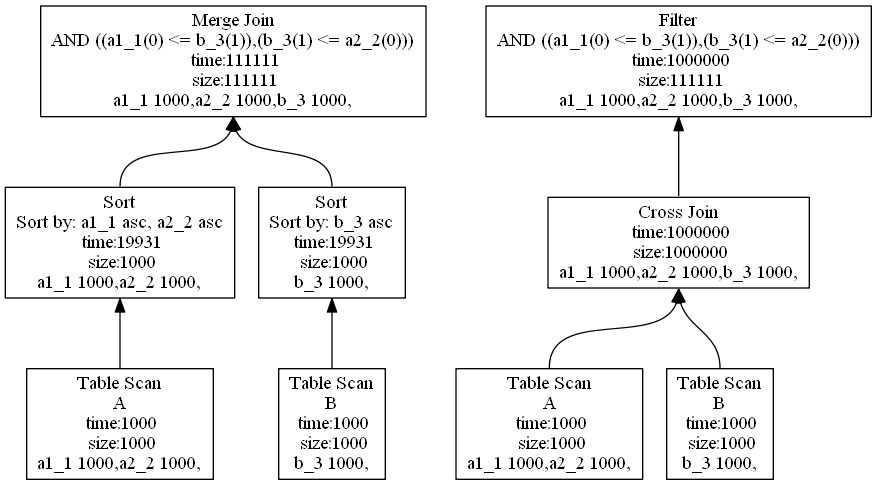 Merge Join
AND ((a1_1(0) <= b_3(1)),(b_3(1) <= a2_2(0)))
time:111111
size:111111
a1_1 1000,a2_2 1000,b_3 1000,
Sort
Sort by: a1_1 asc, a2_2 asc
time:19931
size:1000
a1_1 1000,a2_2 1000,
Sort
Sort by: b_3 asc
time:19931
size:1000
b_3 1000,
Table Scan
A
time:1000
size:1000
a1_1 1000,a2_2 1000,
Table Scan
B
time:1000
size:1000
b_3 1000,
Filter
AND ((a1_1(0) <= b_3(1)),(b_3(1) <= a2_2(0)))
time:1000000
size:111111
a1_1 1000,a2_2 1000,b_3 1000,
Cross Join
time:1000000
size:1000000
a1_1 1000,a2_2 1000,b_3 1000,
Table Scan
A
time:1000
size:1000
a1_1 1000,a2_2 1000,
Table Scan
B
time:1000
size:1000
b_3 1000,